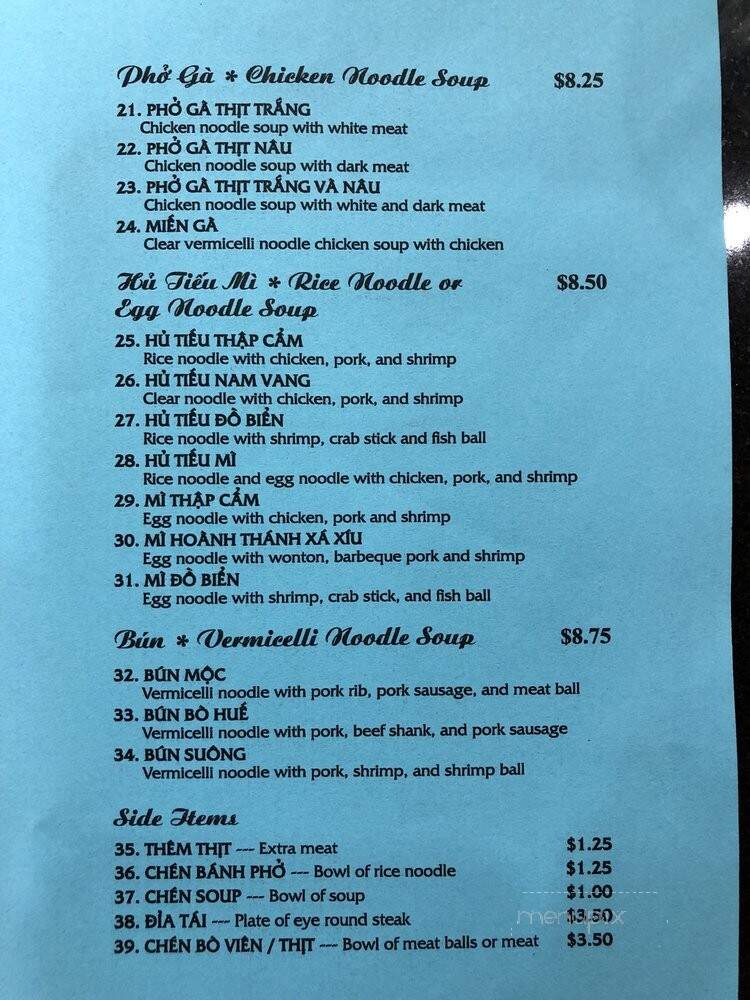 Phở Gà * Chicken Noodle Soup $8.25
21. PHỞ GÀ THỊT TRẮNG
Chicken noodle soup with white meat
22. PHỞ GÀ THỊT NÂU
Chicken noodle soup with dark meat
23. PHỞ GÀ THỊT TRẮNG VÀ NÂU
Chicken noodle soup with white and dark meat
24. MIẾN GÀ
Clear vermicelli noodle chicken soup with chicken
Hủ Tiếu Mì * Rice Noodle or $8.50
Egg Noodle Soup
25. HỦ TIẾU THẬP CẨM
Rice noodle with chicken, pork, and shrimp
26. HỦ TIẾU NAM VANG
Clear noodle with chicken, pork, and shrimp
27. HỦ TIẾU ĐỒ BIỂN
Rice noodle with shrimp, crab stick and fish ball
28. HỦ TIẾU MÌ
Rice noodle and egg noodle with chicken, pork, and shrimp
29. MÌ THẬP CẨM
Egg noodle with chicken, pork and shrimp
30. MÌ HOÀNH THÁNH XÁ XÍU
Egg noodle with wonton, barbeque pork and shrimp
31. MÌ ĐỒ BIỂN
Egg noodle with shrimp, crab stick, and fish ball
Bún * Vermicelli Noodle Soup $8.75
32. BÚN MỘC
Vermicelli noodle with pork rib, pork sausage, and meat ball
33. BÚN BÒ HUẾ
Vermicelli noodle with pork, beef shank, and pork sausage
34. BÚN SUÔNG
Vermicelli noodle with pork, shrimp, and shrimp ball
Side Items
35. THÊM THỊT --- Extra meat $1.25
36. CHÉN BÁNH PHỞ --- Bowl of rice noodle $1.25
37. CHÉN SOUP --- Bowl of soup $1.00
38. ĐĨA TÁI --- Plate of eye round steak $3.50
39. CHÉN BÒ VIÊN / THỊT --- Bowl of meat balls or meat $3.50
menupix